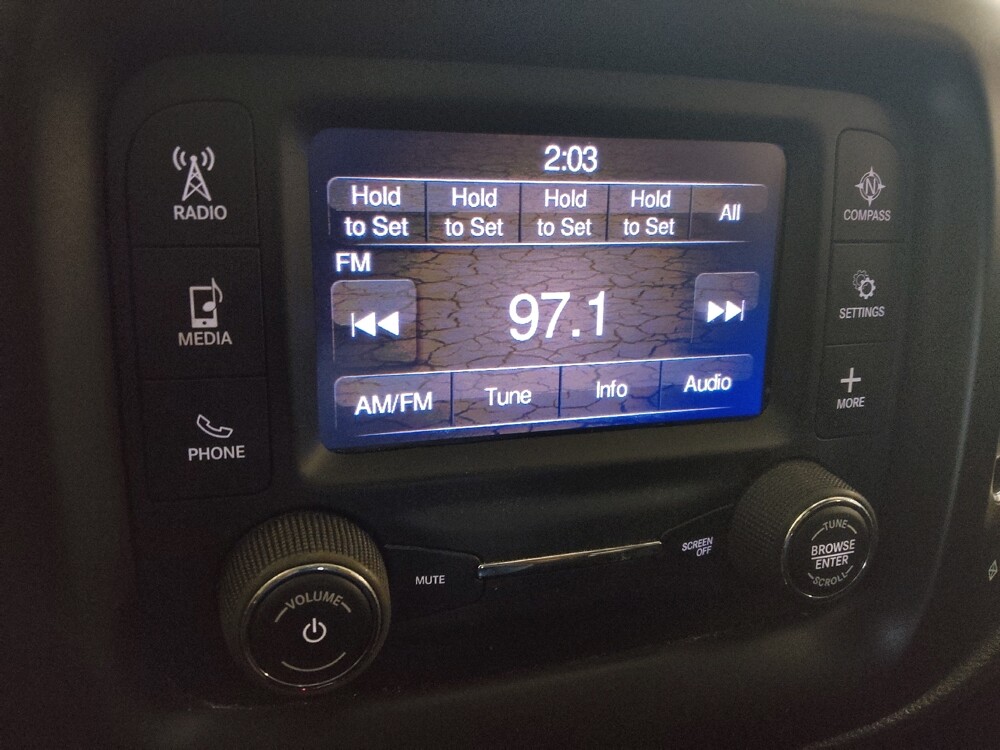 2:03
Hold to Set
Hold to Set
Hold to Set
Hold to Set
All
FM
97.1
AM/FM
Tune
Info
Audio
RADIO
MEDIA
PHONE
N
COMPASS
SETTINGS
MORE
VOLUME
MUTE
SCREEN
OFF
TUNE
BROWSE
ENTER
SCROLL